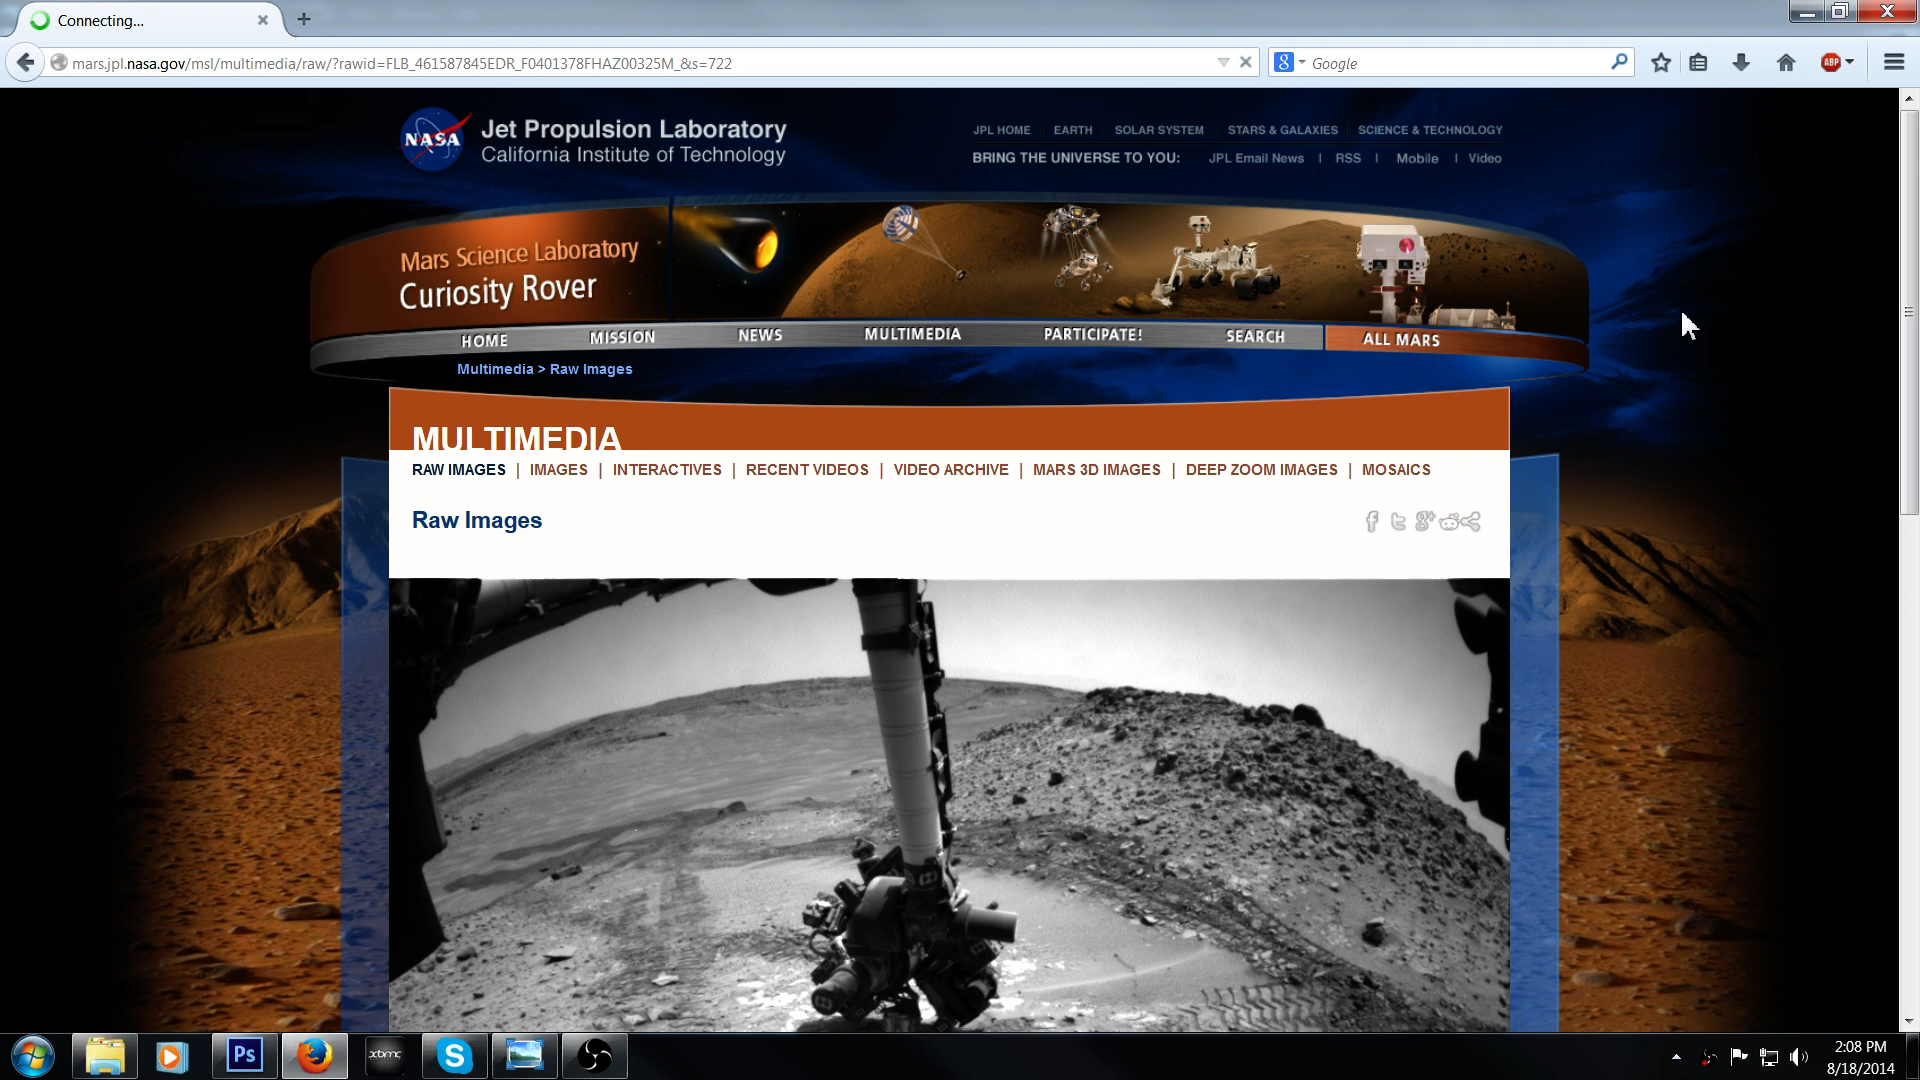 Connecting...
mars.jpl.nasa.gov/msl/multimedia/raw/?rawid=FLB_461587845EDR_F0401378FHAZ00325M_&s=722
8
Google
ABP
NASA
Jet Propulsion Laboratory
California Institute of Technology
JPL HOME EARTH SOLAR SYSTEM STARS & GALAXIES SCIENCE & TECHNOLOGY
BRING THE UNIVERSE TO YOU: JPL Email News | RSS | Mobile | Video
Mars Science Laboratory
Curiosity Rover
HOME MISSION NEWS MULTIMEDIA PARTICIPATE! SEARCH ALL MARS
Multimedia > Raw Images
MULTIMEDIA
RAW IMAGES | IMAGES | INTERACTIVES | RECENT VIDEOS | VIDEO ARCHIVE | MARS 3D IMAGES | DEEP ZOOM IMAGES | MOSAICS
Raw Images
Ps
xbmc
S
2:08 PM
8/18/2014